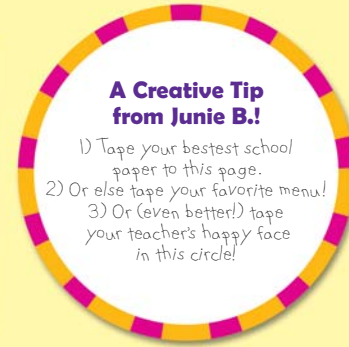 A Creative Tip
from Junie B.!
1) Tape your bestest school
paper to this page.
2) Or else tape your favorite menu!
3) Or (even better!) tape
your teacher's happy face
in this circle!